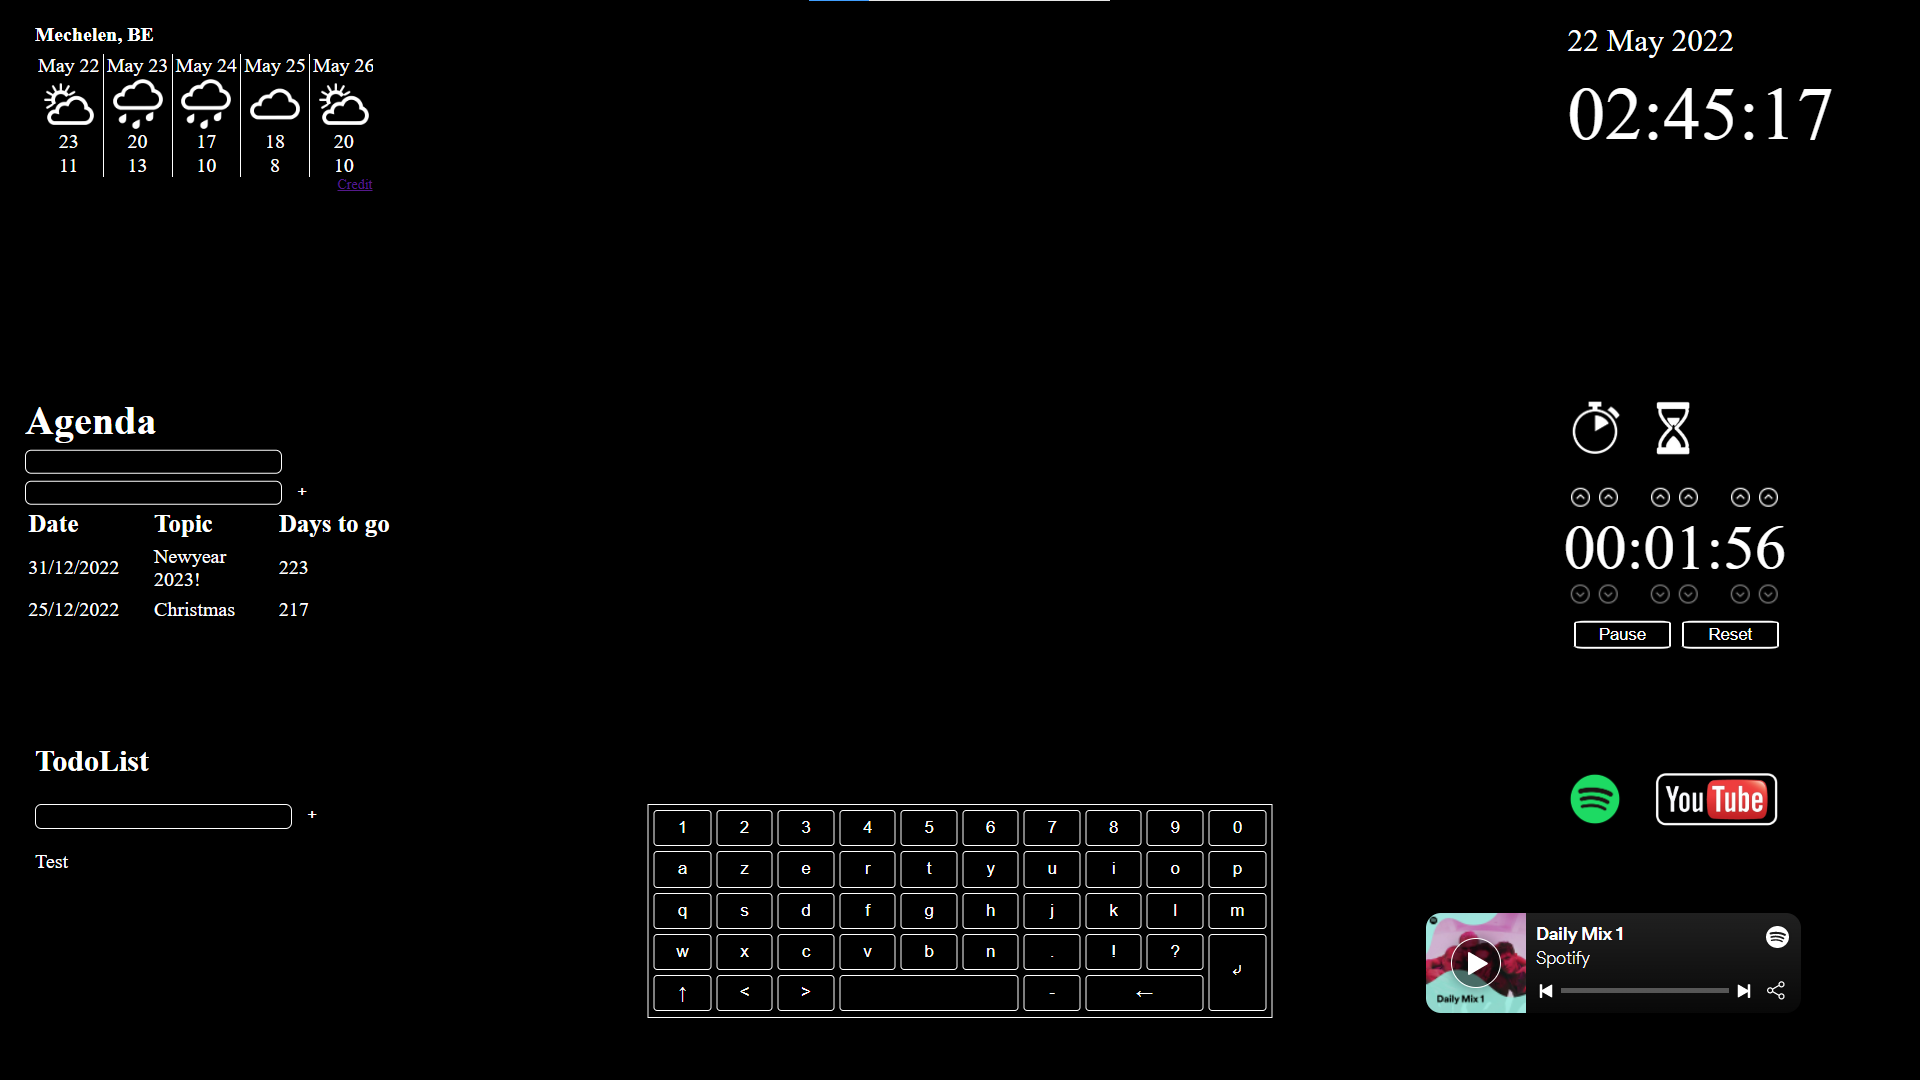 Mechelen, BE
May 22 May 23 May 24 May 25 May 26
23 20 17 18 20
11 13 10 8 10
Credit
22 May 2022
02:45:17
Agenda
+
Date Topic Days to go
31/12/2022 Newyear 2023! 223
25/12/2022 Christmas 217
00:01:56
Pause Reset
TodoList
+
Test
1 2 3 4 5 6 7 8 9 0
a z e r t y u i o p
q s d f g h j k l m
w x c v b n . ! ?
↑ < > - ← ↲
YouTube
Daily Mix 1
Spotify
Daily Mix 1